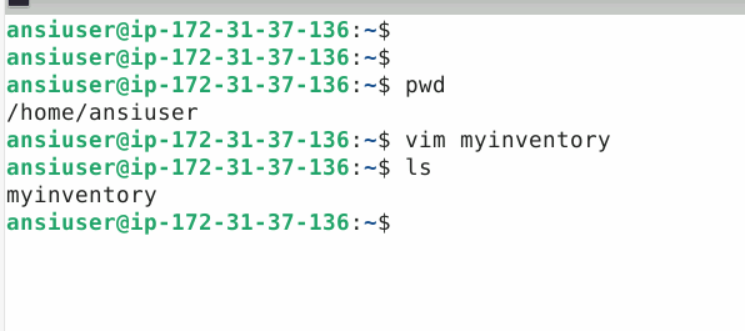 ansiuser@ip-172-31-37-136:~$
ansiuser@ip-172-31-37-136:~$
ansiuser@ip-172-31-37-136:~$ pwd
/home/ansiuser
ansiuser@ip-172-31-37-136:~$ vim myinventory
ansiuser@ip-172-31-37-136:~$ ls
myinventory
ansiuser@ip-172-31-37-136:~$